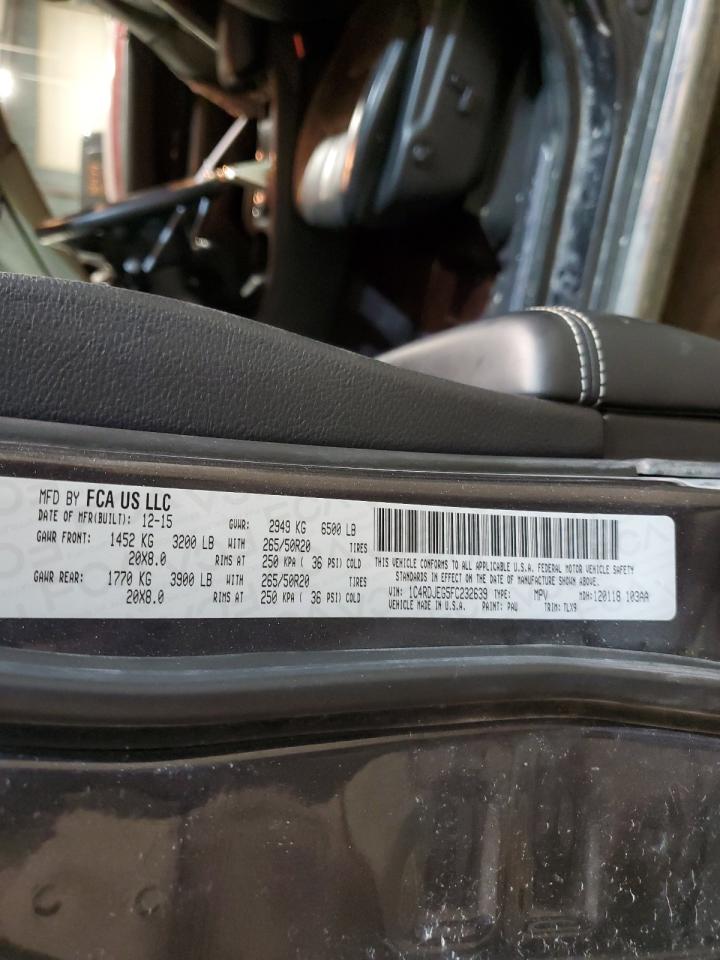 MFD BY FCA US LLC
DATE OF MFR(BUILT): 12-15 GVWR: 2949 KG 6500 LB
GAWR FRONT: 1452 KG 3200 LB WITH 265/50R20 TIRES
20X8.0 RIMS AT 250 KPA ( 36 PSI) COLD
GAWR REAR: 1770 KG 3900 LB WITH 265/50R20 TIRES
20X8.0 RIMS AT 250 KPA ( 36 PSI) COLD
THIS VEHICLE CONFORMS TO ALL APPLICABLE U.S.A. FEDERAL MOTOR VEHICLE SAFETY
STANDARDS IN EFFECT ON THE DATE OF MANUFACTURE SHOWN ABOVE.
VIN: 1C4RDJEG5FC232639 TYPE: MPV MDH: 120118 103AA
VEHICLE MADE IN U.S.A. PAINT: PAU TRIM: TLX9